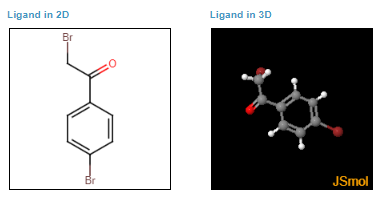 Ligand in 2D
Ligand in 3D
Br
O
Br
JSmol